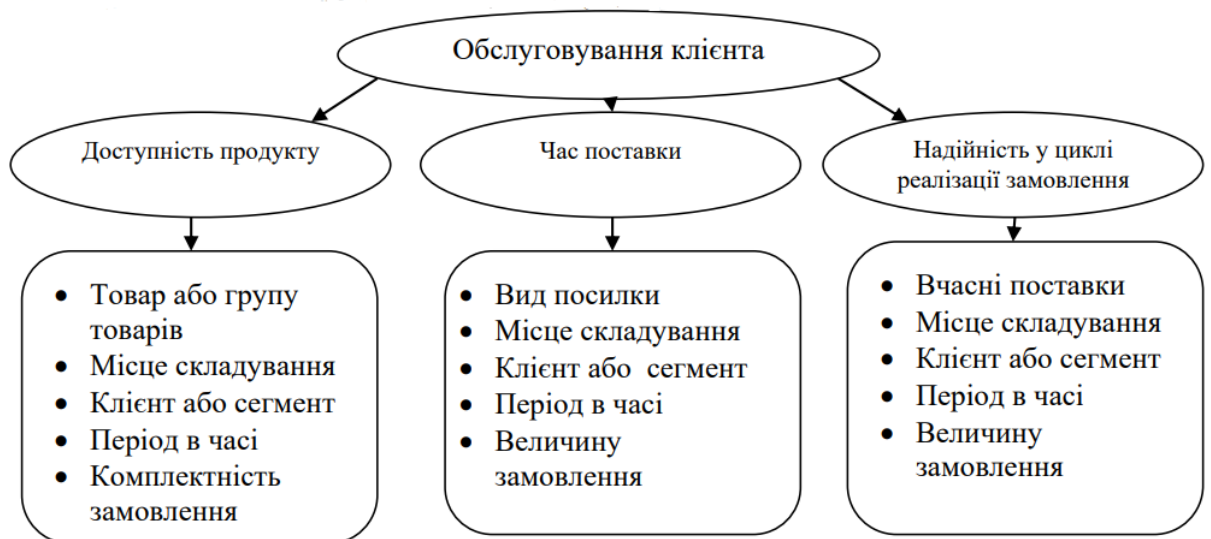 Обслуговування клієнта
Доступність продукту
Час поставки
Надійність у циклі
реалізації замовлення
• Товар або групу
товарів
• Місце складування
• Клієнт або сегмент
• Період в часі
• Комплектність
замовлення
• Вид посилки
• Місце складування
• Клієнт або сегмент
• Період в часі
• Величину
замовлення
• Вчасні поставки
• Місце складування
• Клієнт або сегмент
• Період в часі
• Величину
замовлення